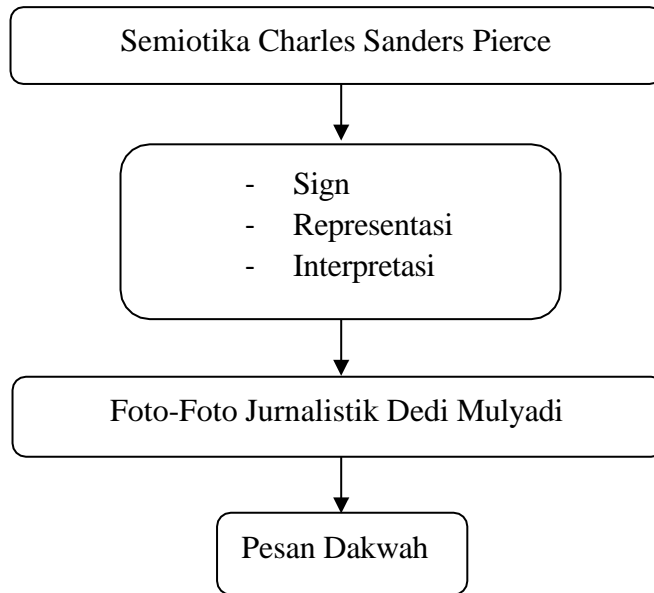 Semiotika Charles Sanders Pierce
- Sign
- Representasi
- Interpretasi
Foto-Foto Jurnalistik Dedi Mulyadi
Pesan Dakwah